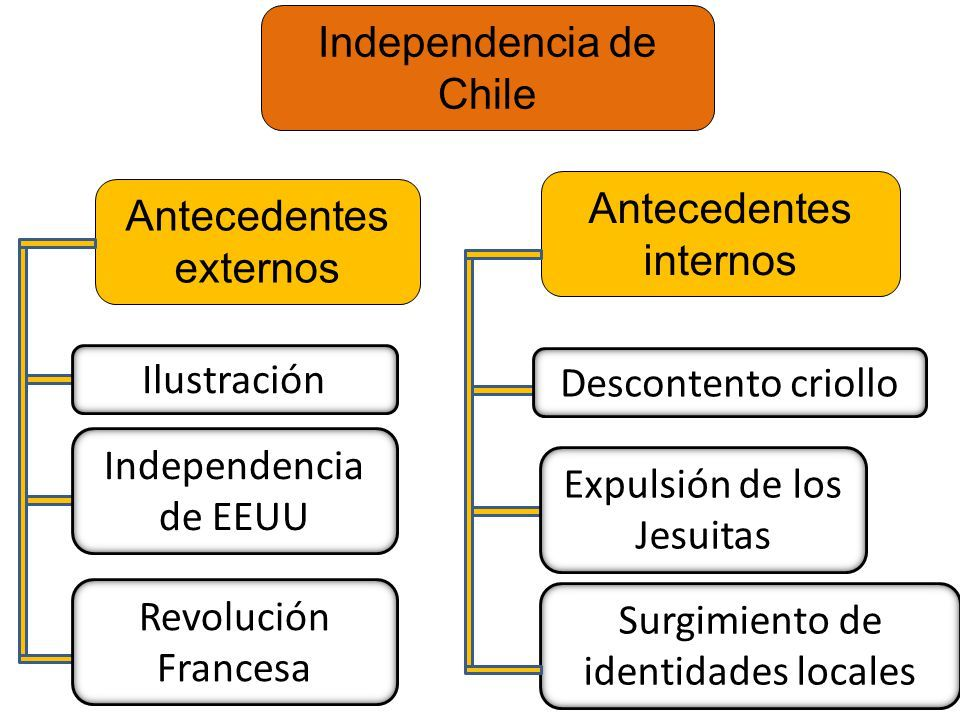 Independencia de
Chile
Antecedentes
externos
Ilustración
Independencia
de EEUU
Revolución
Francesa
Antecedentes
internos
Descontento criollo
Expulsión de los
Jesuitas
Surgimiento de
identidades locales